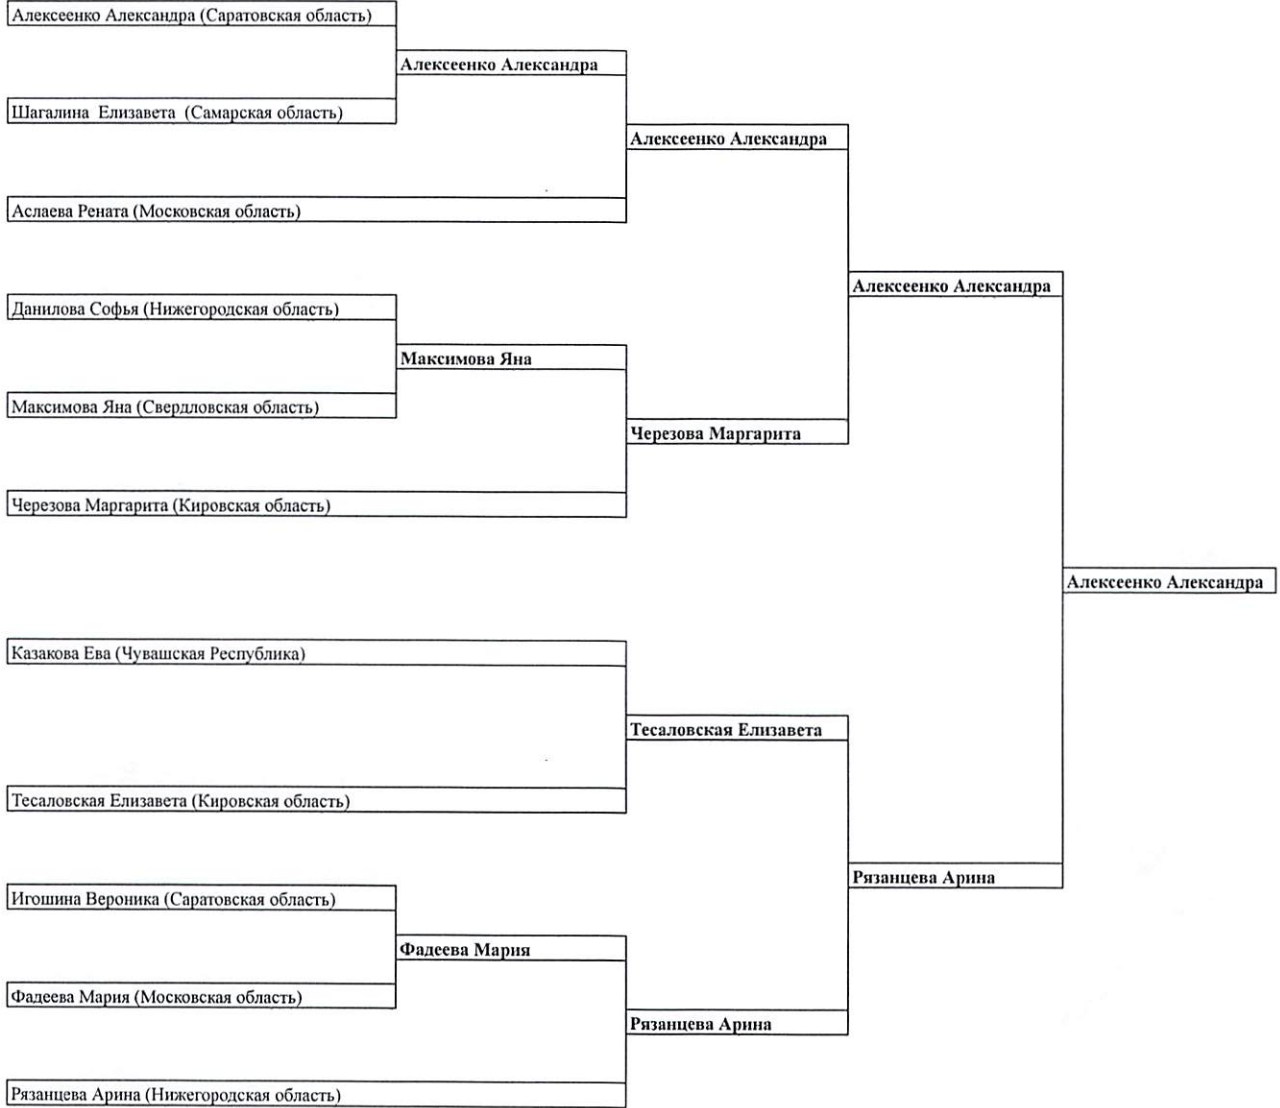 Алексеенко Александра (Саратовская область)
Алексеенко Александра
Шагалина Елизавета (Самарская область)
Алексеенко Александра
Аслаева Рената (Московская область)
Алексеенко Александра
Данилова Софья (Нижегородская область)
Максимова Яна
Максимова Яна (Свердловская область)
Черезова Маргарита
Черезова Маргарита (Кировская область)
Алексеенко Александра
Казакова Ева (Чувашская Республика)
Тесаловская Елизавета
Тесаловская Елизавета (Кировская область)
Рязанцева Арина
Игошина Вероника (Саратовская область)
Фадеева Мария
Фадеева Мария (Московская область)
Рязанцева Арина
Рязанцева Арина (Нижегородская область)